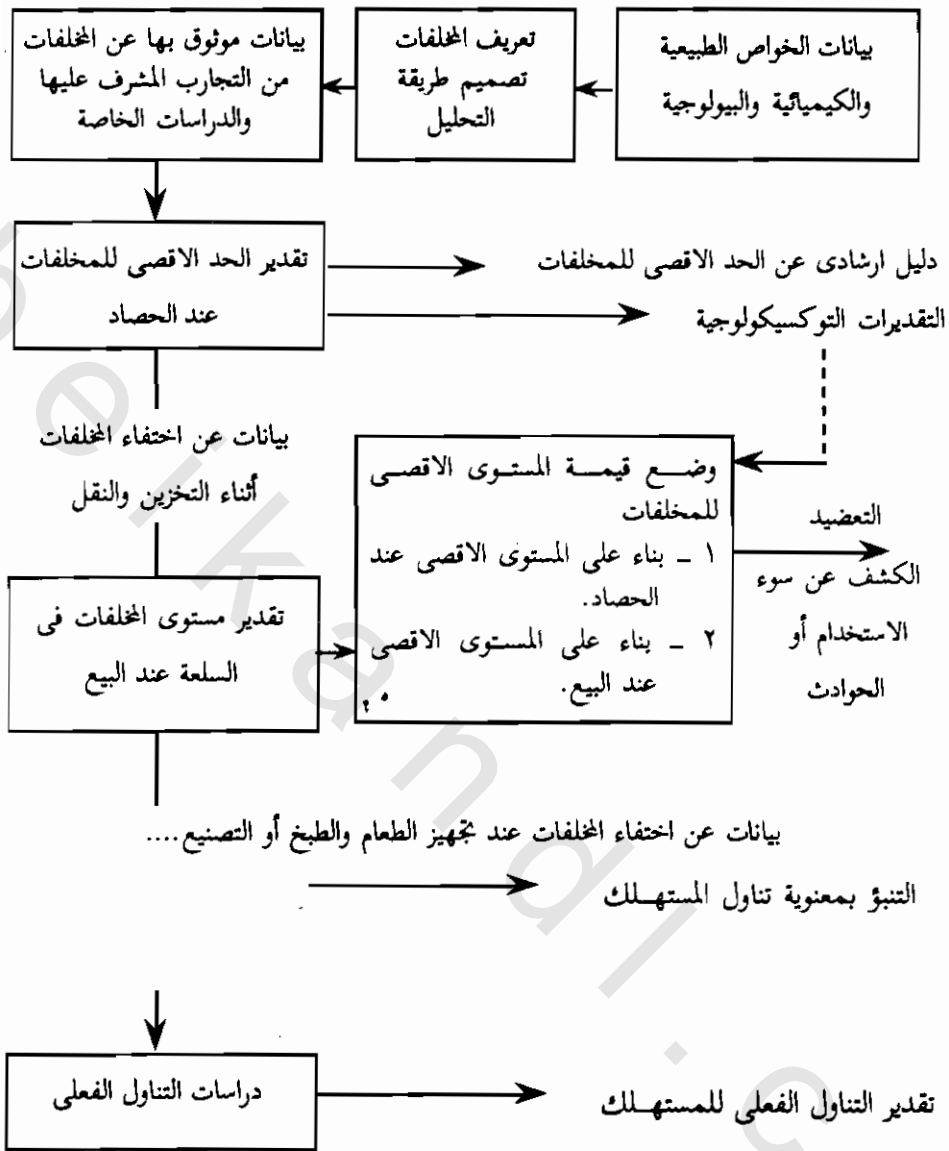 بيانات الخواص الطبيعية
والكيميائية والبيولوجية
تعريف المخلفات
تصميم طريقة
التحليل
بيانات موثوق بها عن المخلفات
من التجارب المشرف عليها
والدراسات الخاصة
تقدير الحد الاقصى للمخلفات
عند الحصاد
دليل ارشادى عن الحد الاقصى للمخلفات
التقديرات التوكسيكولوجية
بيانات عن اختفاء المخلفات
أثناء التخزين والنقل
وضع قيمة المستوى الاقصى
للمخلفات
١ ـ بناء على المستوى الاقصى عند
الحصاد.
٢ ـ بناء على المستوى الاقصى
عند البيع.
التعضيد
الكشف عن سوء
الاستخدام أو
الحوادث
تقدير مستوى المخلفات فى
السلعة عند البيع
بيانات عن اختفاء المخلفات عند تجهيز الطعام والطبخ أو التصنيع....
التنبؤ بمعنوية تناول المستهلك
دراسات التناول الفعلى
تقدير التناول الفعلى للمستهلك